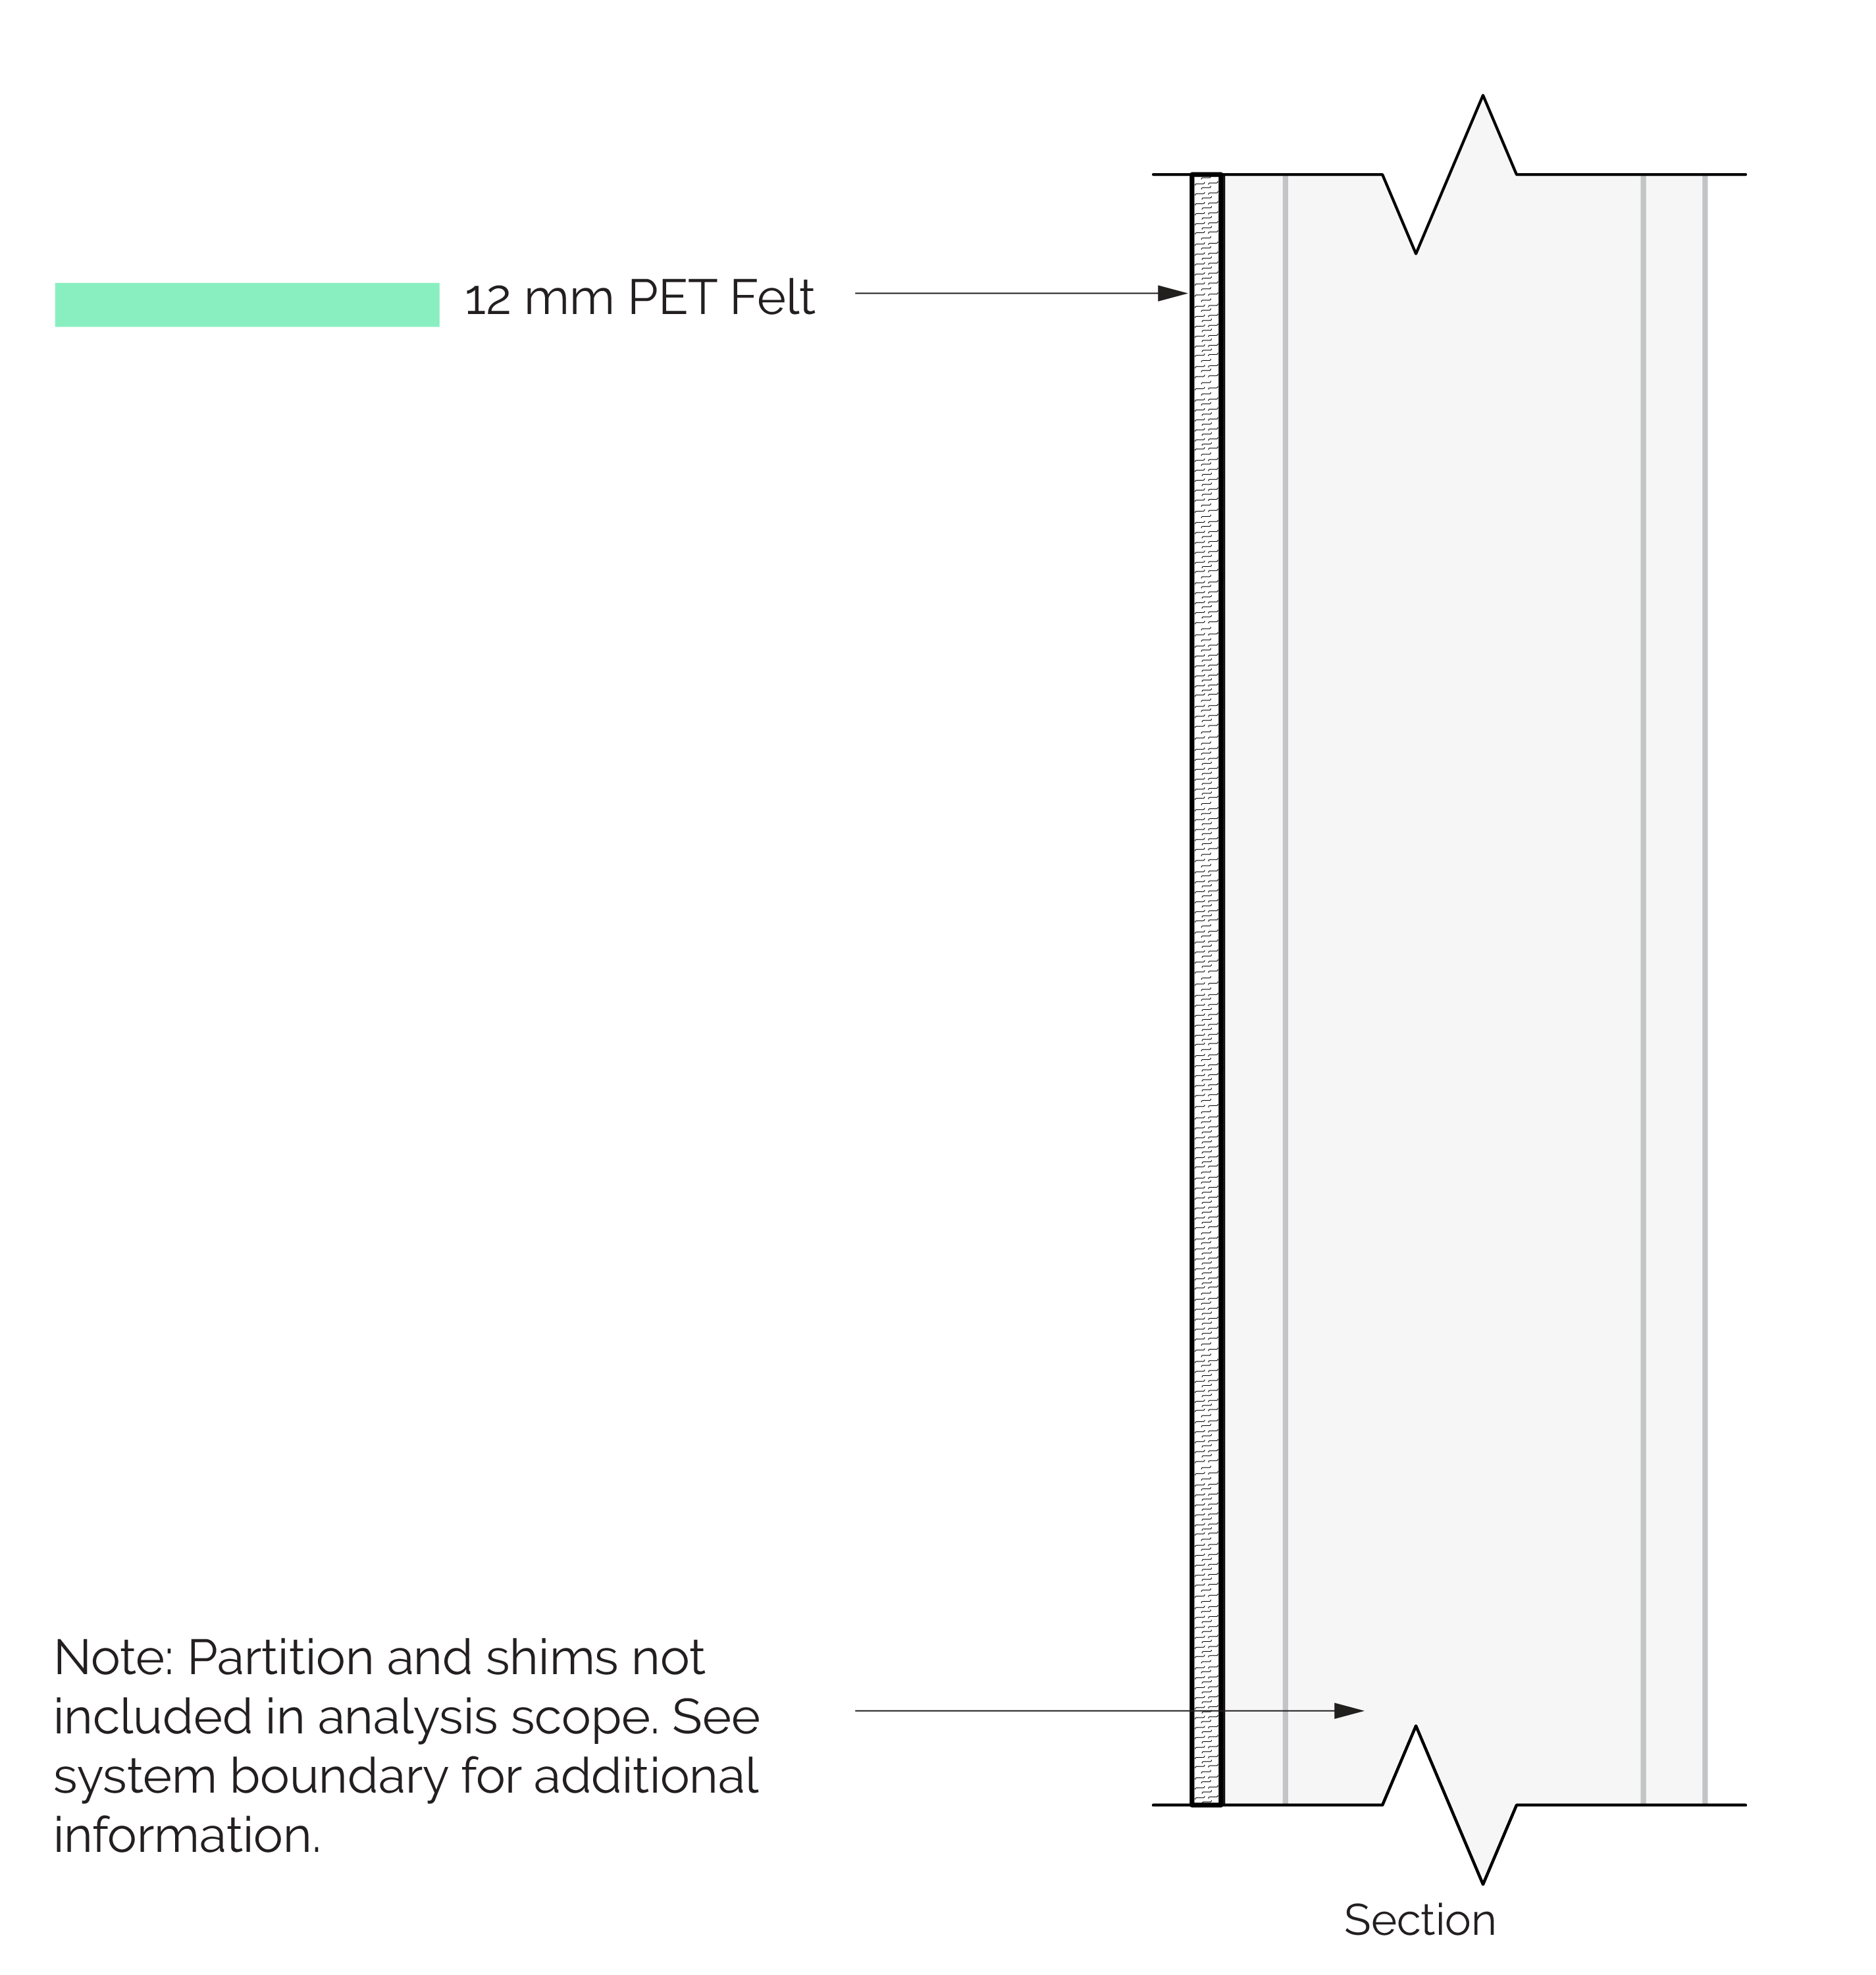 12 mm PET Felt
Note: Partition and shims not
included in analysis scope. See
system boundary for additional
information.
Section